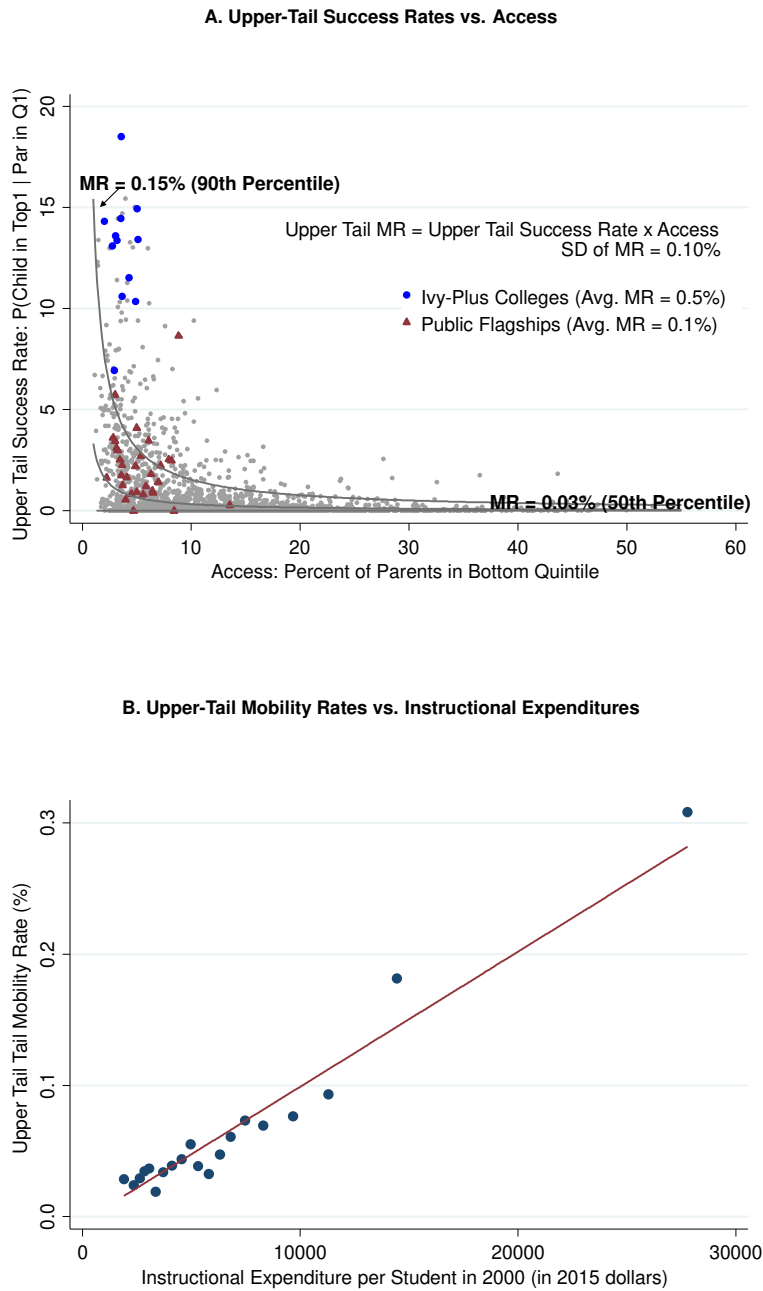 A. Upper-Tail Success Rates vs. Access
Upper Tail Success Rate: P(Child in Top1 | Par in Q1)
20
15
10
5
0
MR = 0.15% (90th Percentile)
Upper Tail MR = Upper Tail Success Rate x Access
SD of MR = 0.10%
Ivy-Plus Colleges (Avg. MR = 0.5%)
Public Flagships (Avg. MR = 0.1%)
MR = 0.03% (50th Percentile)
0 10 20 30 40 50 60
Access: Percent of Parents in Bottom Quintile
B. Upper-Tail Mobility Rates vs. Instructional Expenditures
Upper Tail Tail Mobility Rate (%)
0.3
0.2
0.1
0.0
0 10000 20000 30000
Instructional Expenditure per Student in 2000 (in 2015 dollars)